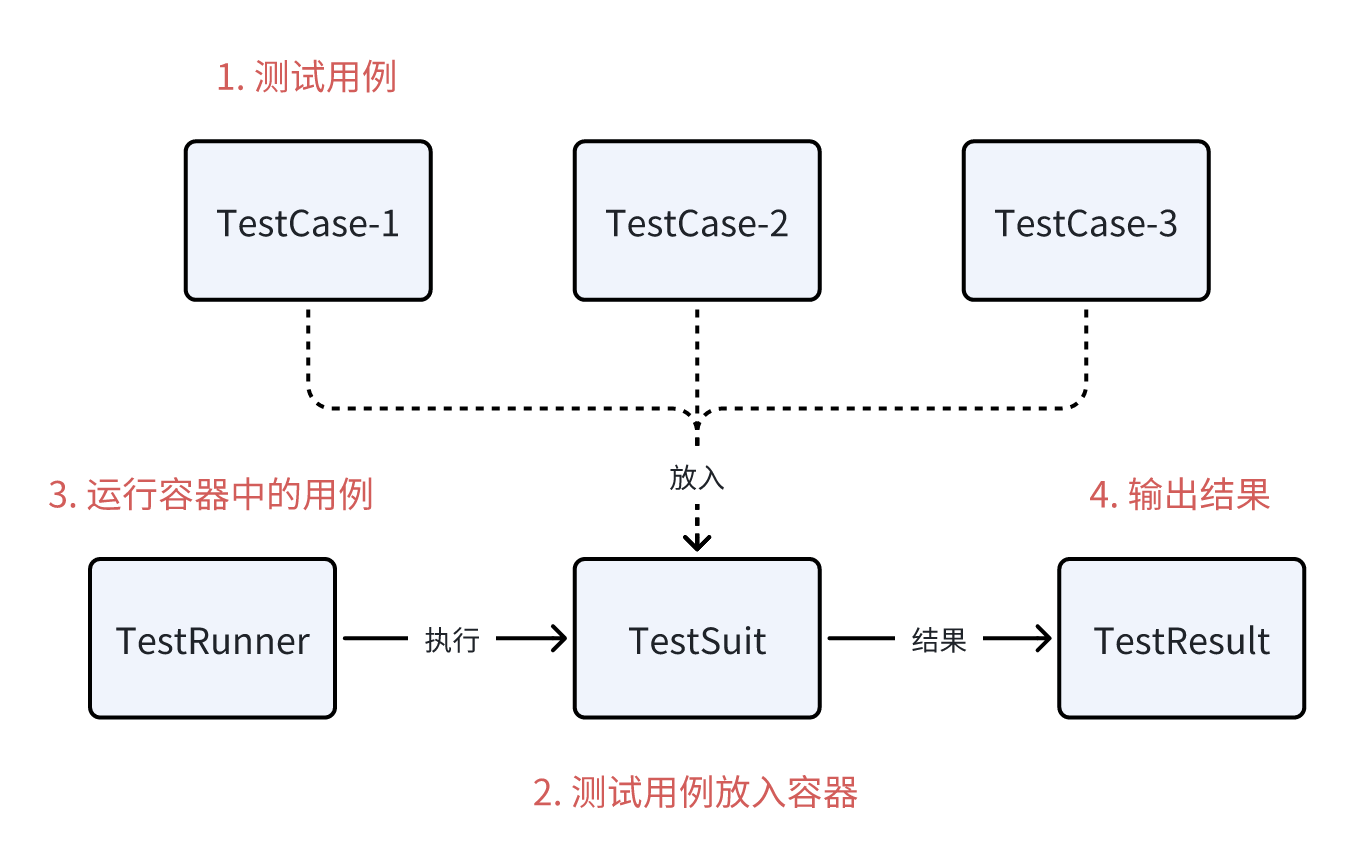 1. 测试用例
TestCase-1
TestCase-2
TestCase-3
放入
3. 运行容器中的用例
4. 输出结果
TestRunner
执行
TestSuit
结果
TestResult
2. 测试用例放入容器